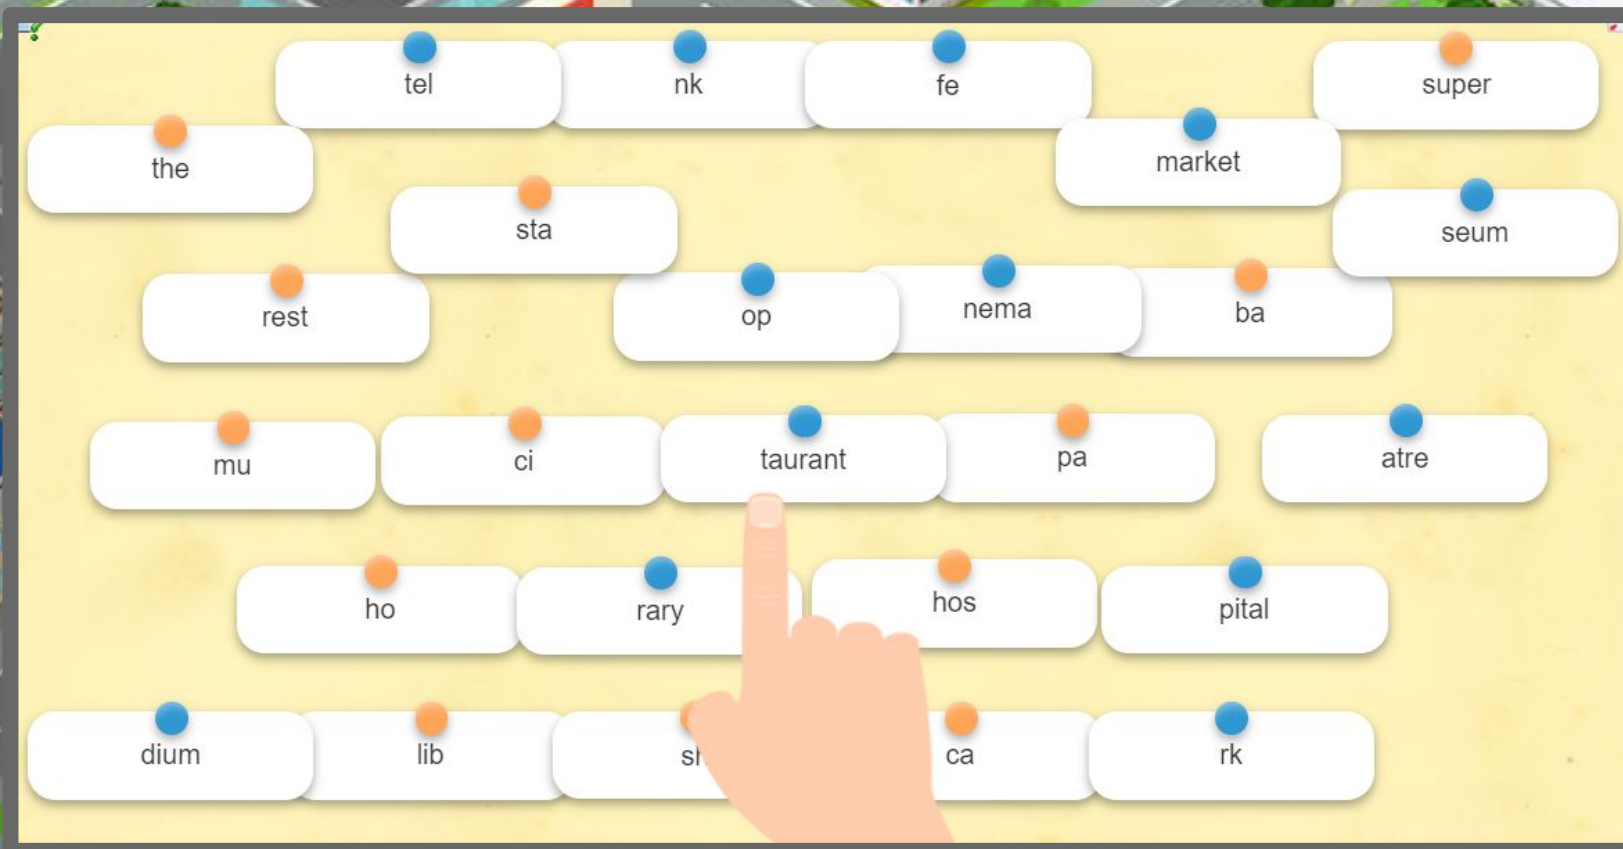 tel nk fe super
the market
sta seum
rest op nema ba
mu ci taurant pa atre
ho rary hos pital
dium lib ca rk